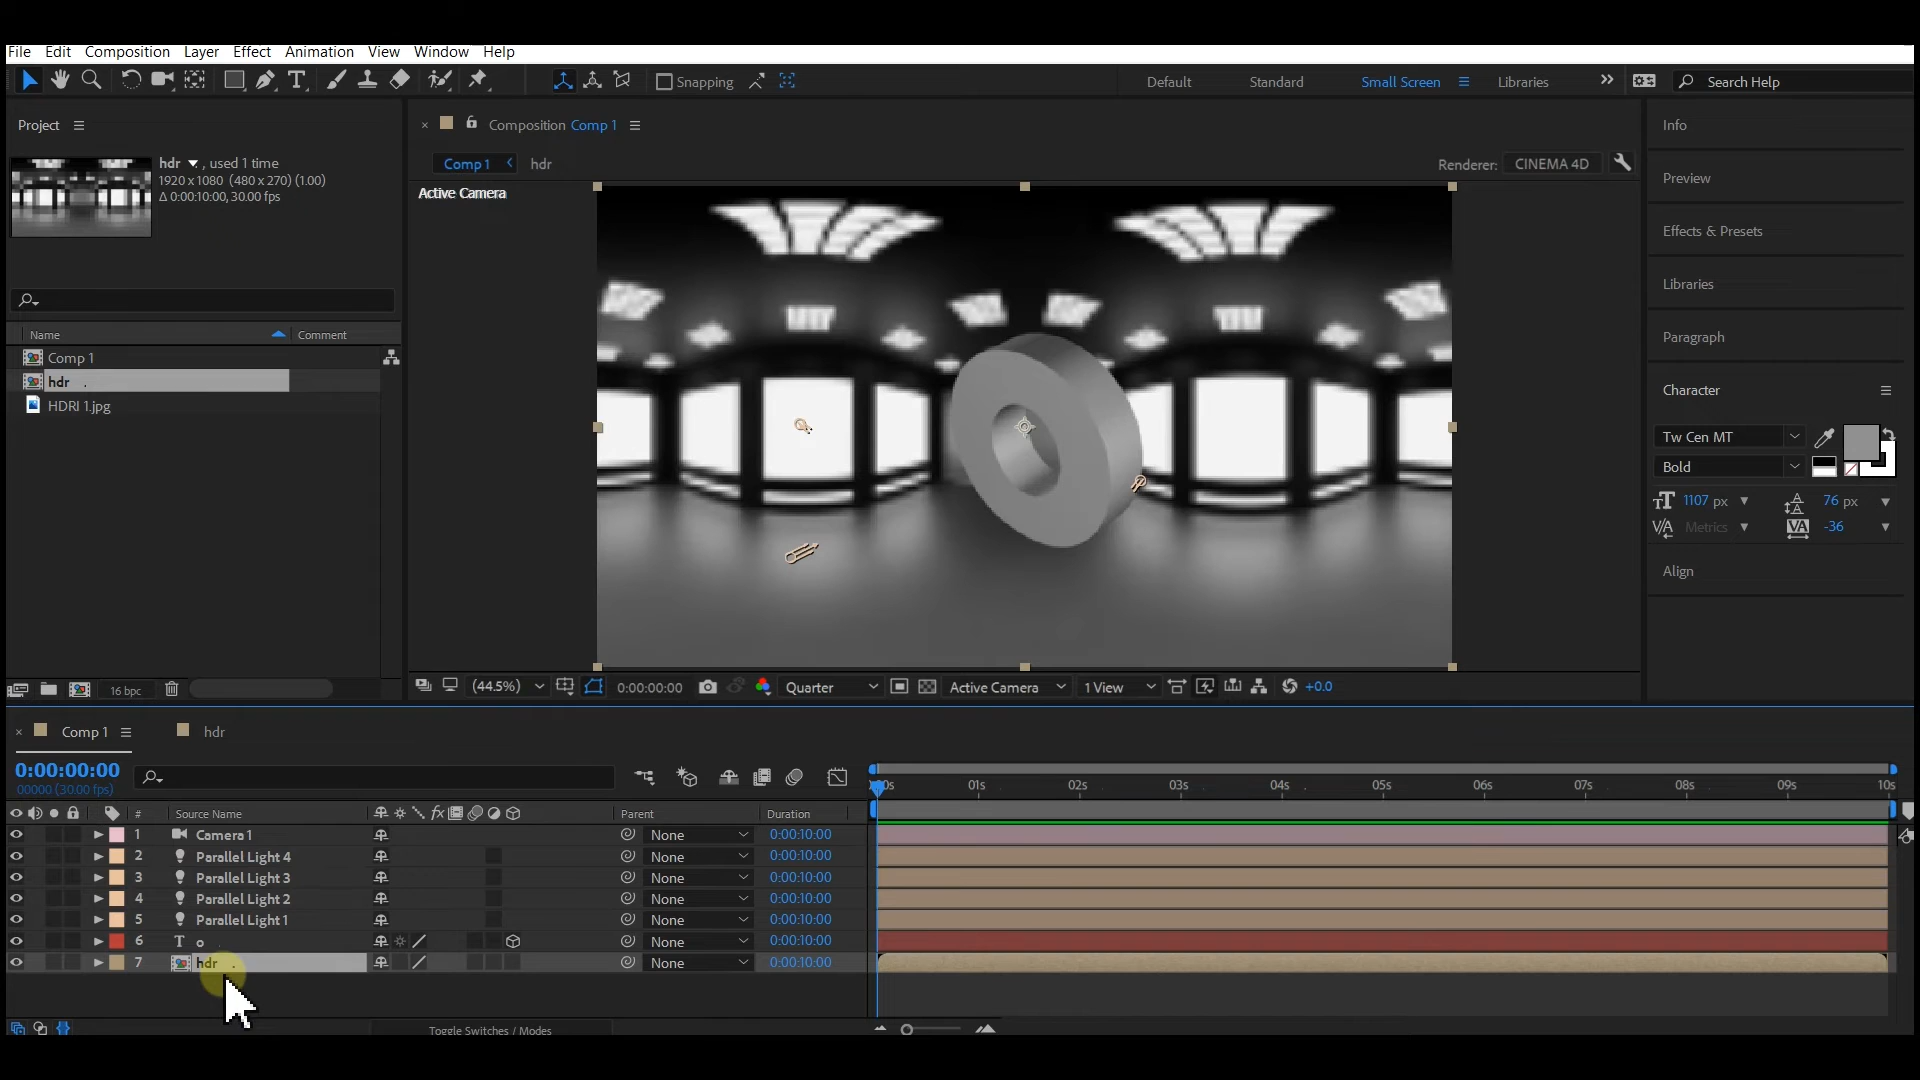 File Edit Composition Layer Effect Animation View Window Help
Snapping Default Standard Small Screen Libraries Search Help
Project
hdr , used 1 time
1920 x 1080 (480 x 270) (1.00)
Δ 0:00:10:00, 30.00 fps
Name Comment
Comp 1
hdr .
HDRI 1.jpg
16 bpc
Composition Comp 1
Comp 1 hdr
Renderer: CINEMA 4D
Active Camera
(44.5%) 0:00:00:00 Quarter Active Camera 1 View +0.0
Info
Preview
Effects & Presets
Libraries
Paragraph
Character
Tw Cen MT
Bold
1107 px 76 px
Metrics -36
Align
Comp 1 hdr
0:00:00:00
00000 (30.00 fps)
:00s 01s 02s 03s 04s 05s 06s 07s 08s 09s 10s
# Source Name fx Parent Duration
1 Camera 1 None 0:00:10:00
2 Parallel Light 4 None 0:00:10:00
3 Parallel Light 3 None 0:00:10:00
4 Parallel Light 2 None 0:00:10:00
5 Parallel Light 1 None 0:00:10:00
6 T o None 0:00:10:00
7 hdr . None 0:00:10:00
Toggle Switches / Modes